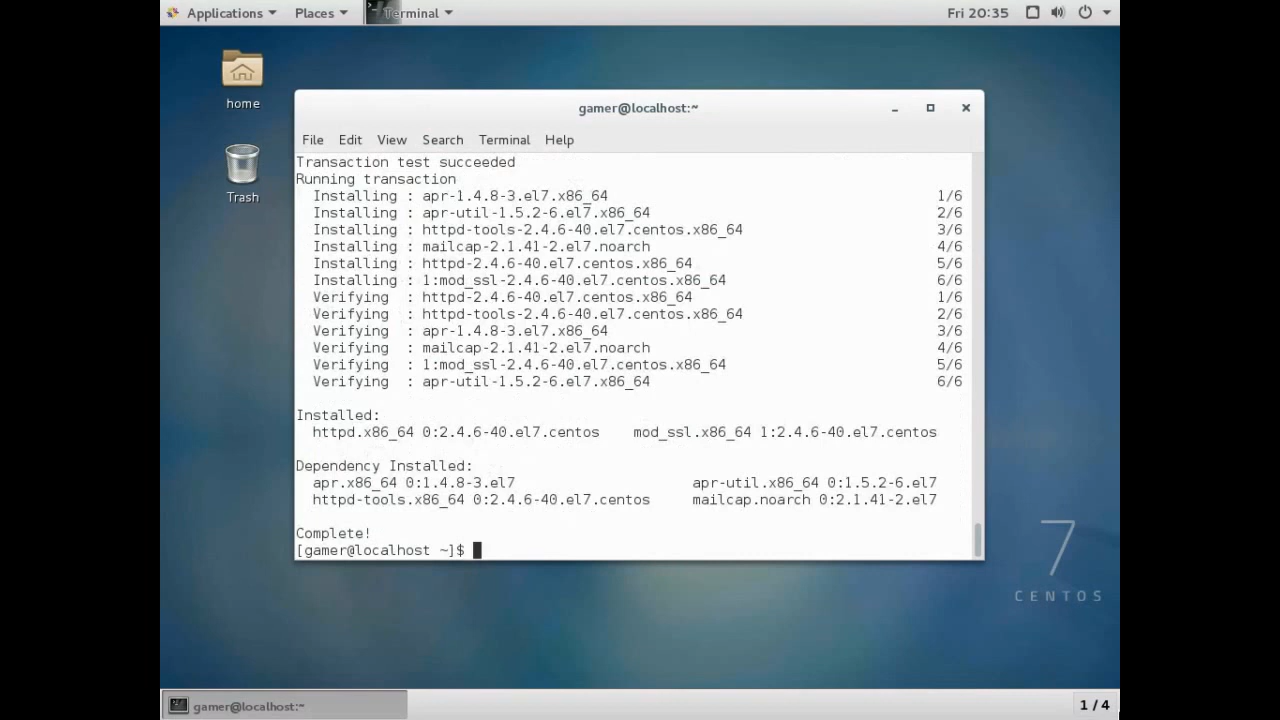 Applications Places Terminal Fri 20:35
home
Trash
gamer@localhost:~
File Edit View Search Terminal Help
Transaction test succeeded
Running transaction
Installing : apr-1.4.8-3.el7.x86_64 1/6
Installing : apr-util-1.5.2-6.el7.x86_64 2/6
Installing : httpd-tools-2.4.6-40.el7.centos.x86_64 3/6
Installing : mailcap-2.1.41-2.el7.noarch 4/6
Installing : httpd-2.4.6-40.el7.centos.x86_64 5/6
Installing : 1:mod_ssl-2.4.6-40.el7.centos.x86_64 6/6
Verifying : httpd-2.4.6-40.el7.centos.x86_64 1/6
Verifying : httpd-tools-2.4.6-40.el7.centos.x86_64 2/6
Verifying : apr-1.4.8-3.el7.x86_64 3/6
Verifying : mailcap-2.1.41-2.el7.noarch 4/6
Verifying : 1:mod_ssl-2.4.6-40.el7.centos.x86_64 5/6
Verifying : apr-util-1.5.2-6.el7.x86_64 6/6
Installed:
httpd.x86_64 0:2.4.6-40.el7.centos mod_ssl.x86_64 1:2.4.6-40.el7.centos
Dependency Installed:
apr.x86_64 0:1.4.8-3.el7 apr-util.x86_64 0:1.5.2-6.el7
httpd-tools.x86_64 0:2.4.6-40.el7.centos mailcap.noarch 0:2.1.41-2.el7
Complete!
[gamer@localhost ~]$
7
CENTOS
gamer@localhost:~ 1 / 4